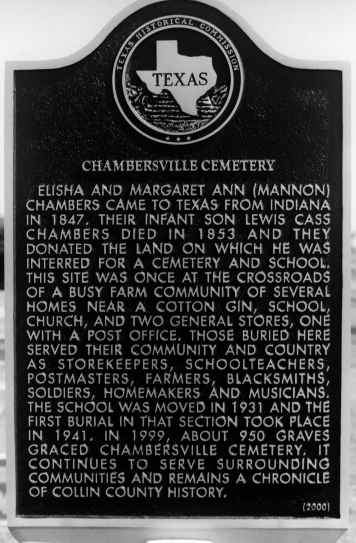 TEXAS HISTORICAL COMMISSION
TEXAS
CHAMBERSVILLE CEMETERY
ELISHA AND MARGARET ANN (MANNON)
CHAMBERS CAME TO TEXAS FROM INDIANA
IN 1847. THEIR INFANT SON LEWIS CASS
CHAMBERS DIED IN 1853 AND THEY
DONATED THE LAND ON WHICH HE WAS
INTERRED FOR A CEMETERY AND SCHOOL.
THIS SITE WAS ONCE AT THE CROSSROADS
OF A BUSY FARM COMMUNITY OF SEVERAL
HOMES NEAR A COTTON GIN, SCHOOL,
CHURCH, AND TWO GENERAL STORES, ONE
WITH A POST OFFICE. THOSE BURIED HERE
SERVED THEIR COMMUNITY AND COUNTRY
AS STOREKEEPERS, SCHOOLTEACHERS,
POSTMASTERS, FARMERS, BLACKSMITHS,
SOLDIERS, HOMEMAKERS AND MUSICIANS.
THE SCHOOL WAS MOVED IN 1931 AND THE
FIRST BURIAL IN THAT SECTION TOOK PLACE
IN 1941. IN 1999, ABOUT 950 GRAVES
GRACED CHAMBERSVILLE CEMETERY. IT
CONTINUES TO SERVE SURROUNDING
COMMUNITIES AND REMAINS A CHRONICLE
OF COLLIN COUNTY HISTORY.
(2000)